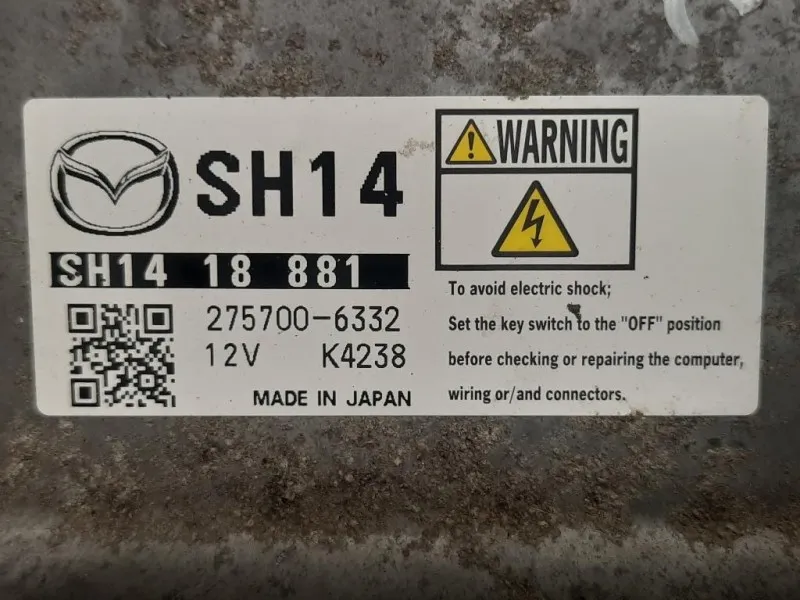 SH14
SH14 18 881
275700-6332
12V K4238
MADE IN JAPAN
WARNING
To avoid electric shock;
Set the key switch to the "OFF" position
before checking or repairing the computer,
wiring or/and connectors.